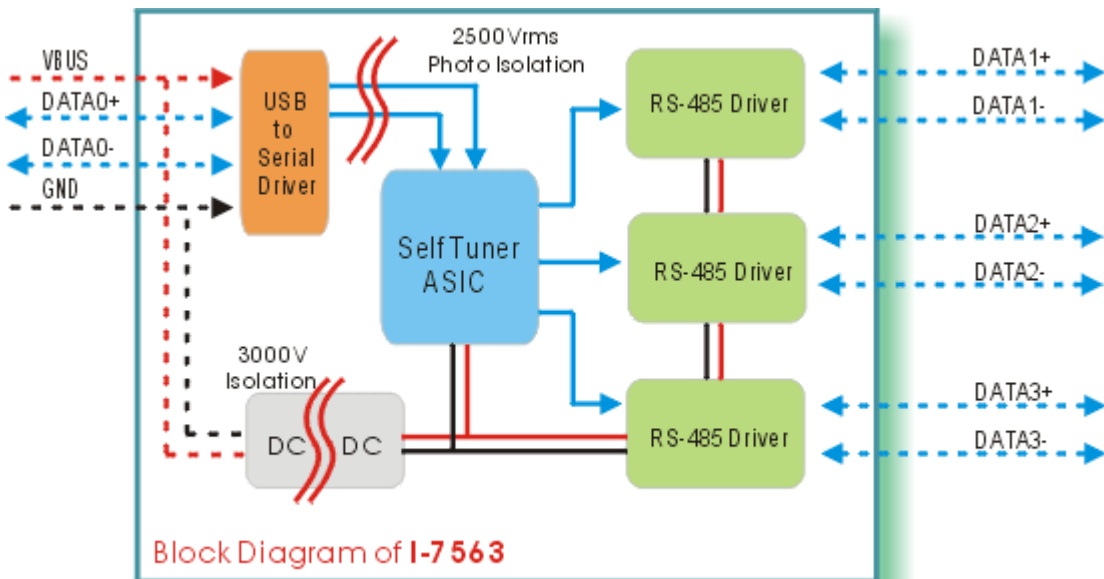 VBUS
DATA0+
DATA0-
GND
USB
to
Serial
Driver
2500Vrms
Photo Isolation
Self Tuner
ASIC
3000V
Isolation
DC DC
RS-485 Driver
RS-485 Driver
RS-485 Driver
DATA1+
DATA1-
DATA2+
DATA2-
DATA3+
DATA3-
Block Diagram of I-7563